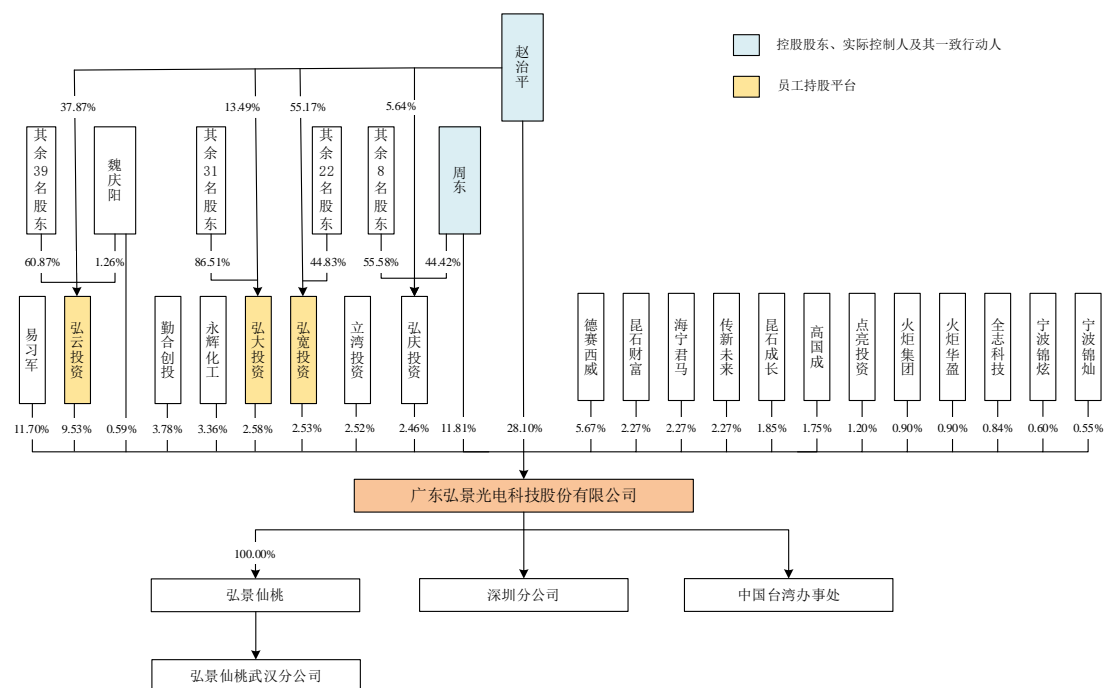 赵治平
控股股东、实际控制人及其一致行动人
员工持股平台
37.87%
13.49%
55.17%
5.64%
其余39名股东
魏庆阳
其余31名股东
其余22名股东
其余8名股东
周东
60.87%
1.26%
86.51%
44.83%
55.58%
44.42%
易习军
弘云投资
勤合创投
永辉化工
弘大投资
弘宽投资
立湾投资
弘庆投资
德赛西威
昆石财富
海宁君马
传新未来
昆石成长
高国成
点亮投资
火炬集团
火炬华盈
全志科技
宁波锦炫
宁波锦灿
11.70%
9.53%
0.59%
3.78%
3.36%
2.58%
2.53%
2.52%
2.46%
11.81%
28.10%
5.67%
2.27%
2.27%
2.27%
1.85%
1.75%
1.20%
0.90%
0.90%
0.84%
0.60%
0.55%
广东弘景光电科技股份有限公司
100.00%
弘景仙桃
深圳分公司
中国台湾办事处
弘景仙桃武汉分公司